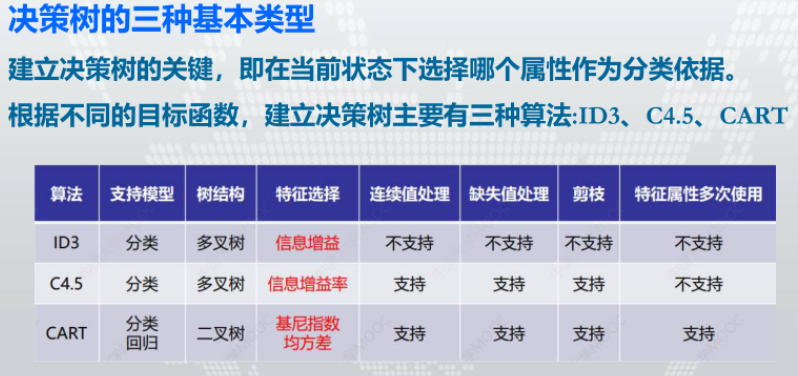 决策树的三种基本类型
建立决策树的关键，即在当前状态下选择哪个属性作为分类依据。
根据不同的目标函数，建立决策树主要有三种算法:ID3、C4.5、CART
算法 支持模型 树结构 特征选择 连续值处理 缺失值处理 剪枝 特征属性多次使用
ID3 分类 多叉树 信息增益 不支持 不支持 不支持 不支持
C4.5 分类 多叉树 信息增益率 支持 支持 支持 不支持
CART 分类 回归 二叉树 基尼指数 均方差 支持 支持 支持 支持